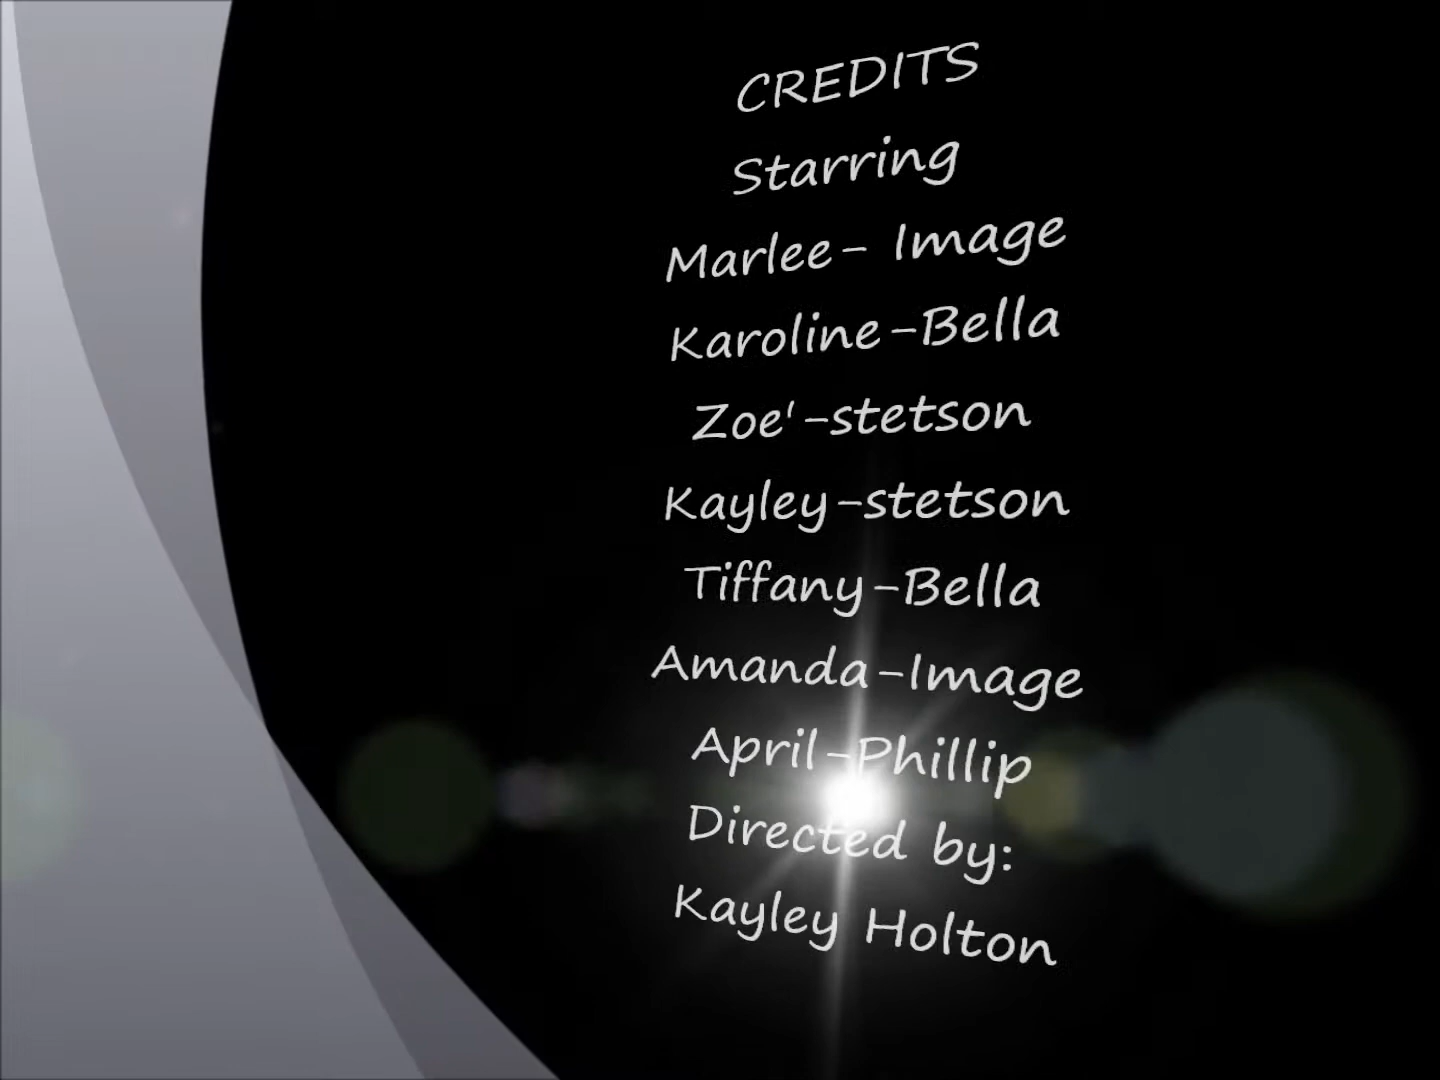 CREDITS
Starring
Marlee- Image
Karoline-Bella
Zoe'-stetson
Kayley-stetson
Tiffany-Bella
Amanda-Image
April-Phillip
Directed by:
Kayley Holton